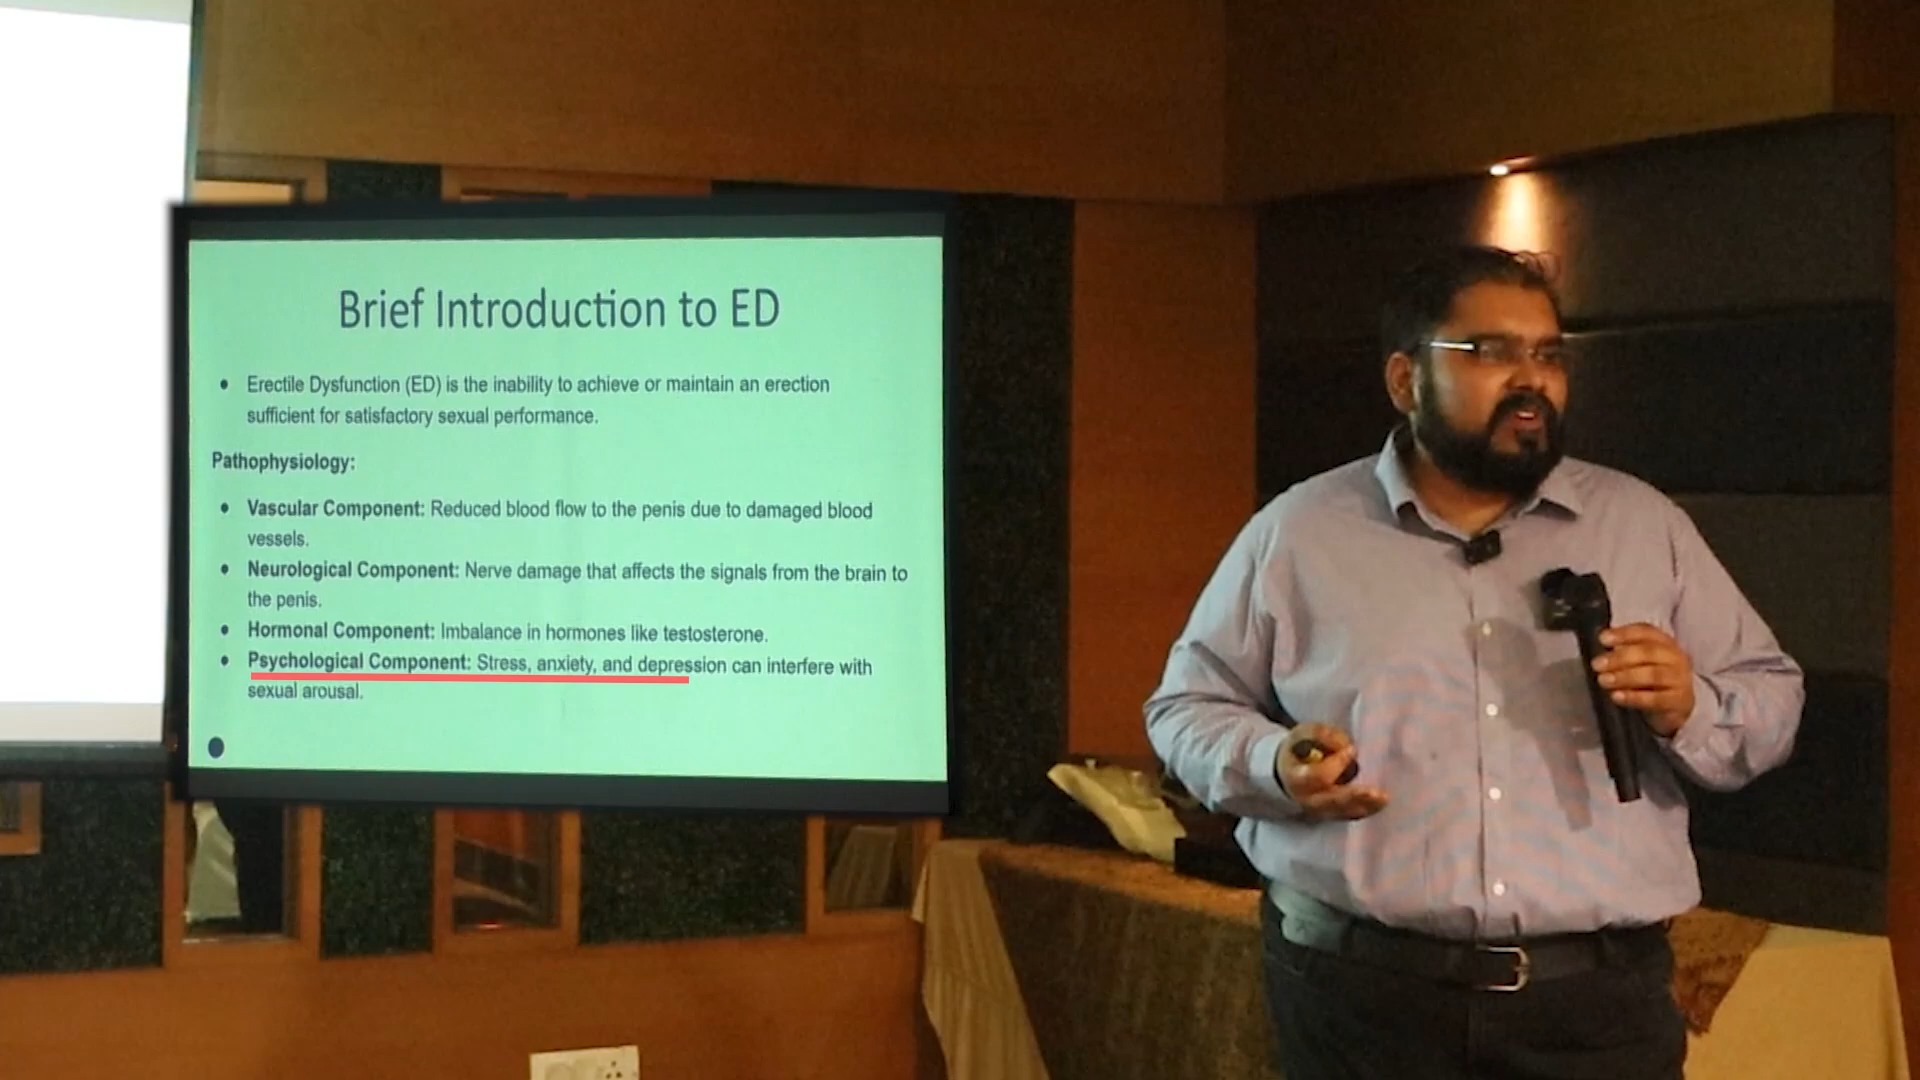 Brief Introduction to ED
• Erectile Dysfunction (ED) is the inability to achieve or maintain an erection
sufficient for satisfactory sexual performance.
Pathophysiology:
• Vascular Component: Reduced blood flow to the penis due to damaged blood
vessels.
• Neurological Component: Nerve damage that affects the signals from the brain to
the penis.
• Hormonal Component: Imbalance in hormones like testosterone.
• Psychological Component: Stress, anxiety, and depression can interfere with
sexual arousal.